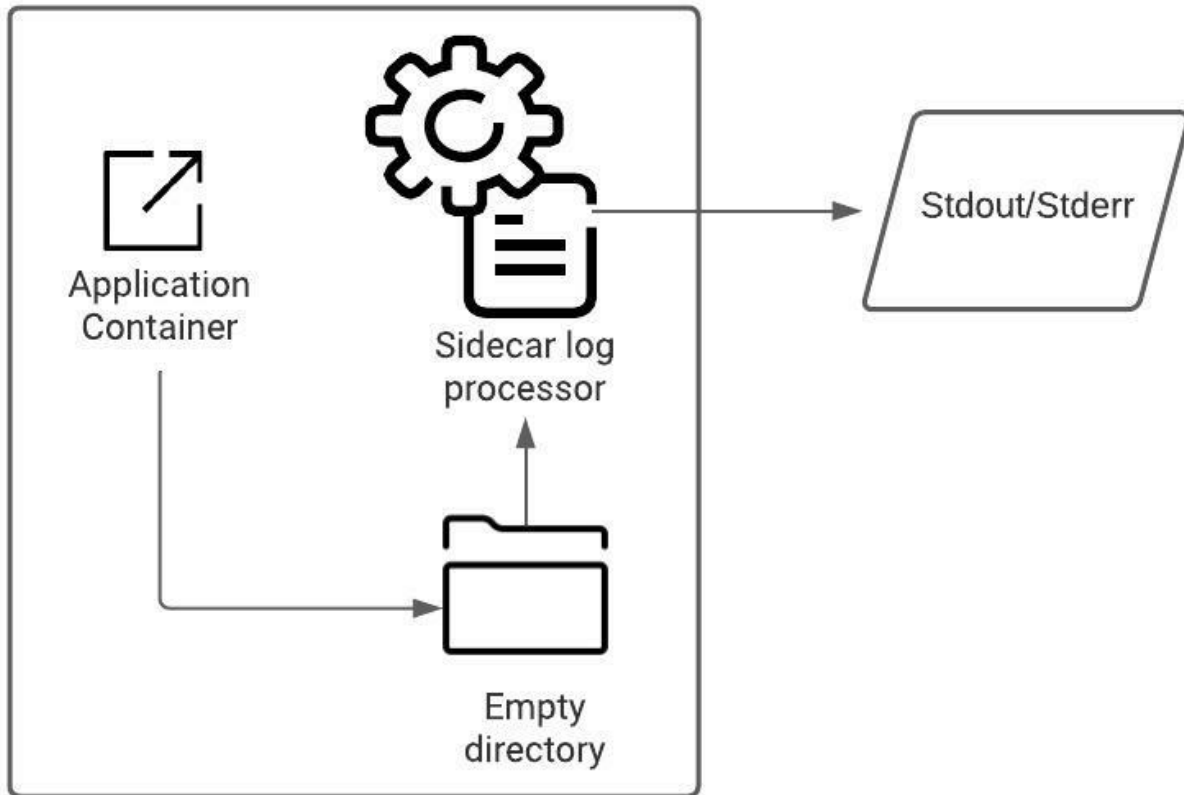 Application
Container
Sidecar log
processor
Stdout/Stderr
Empty
directory